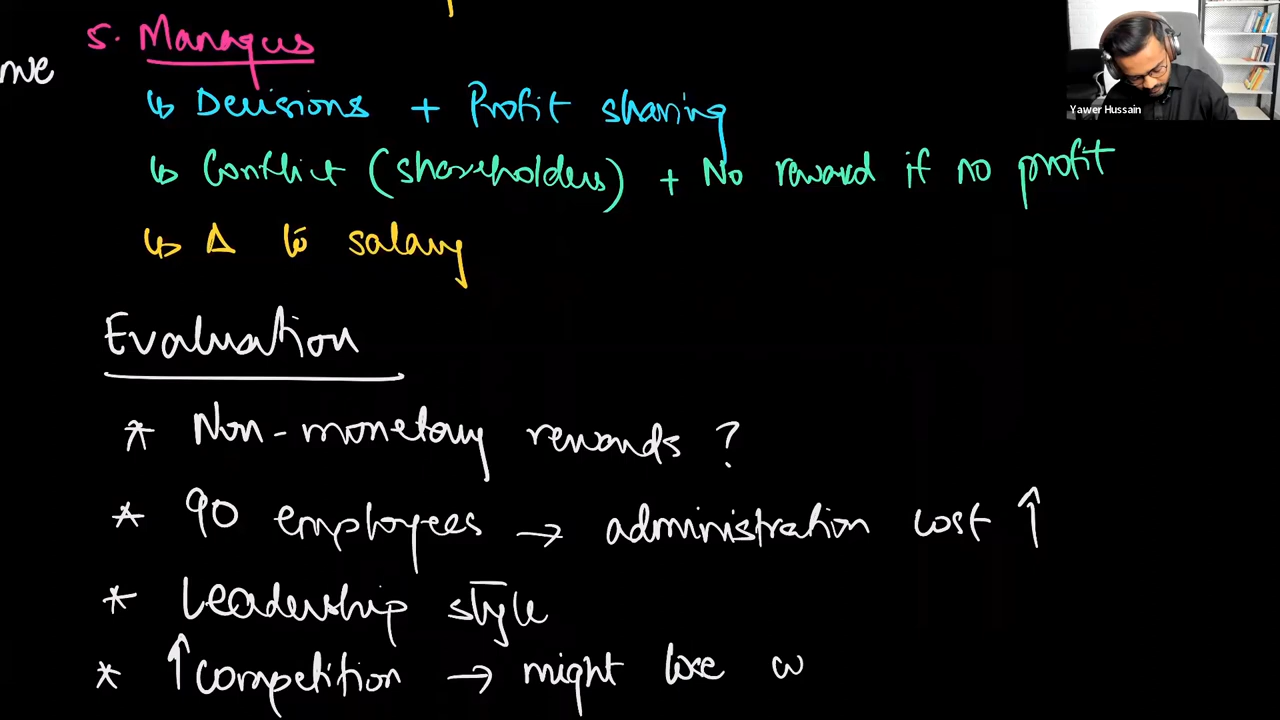 5. Managers
me
↳ Decisions + Profit sharing
Yawer Hussain
↳ Conflict (shareholders) + No reward if no profit
↳ Δ to salary
Evaluation
* Non-monetary rewards?
* 90 employees → administration cost ↑
* Leadership style
* ↑ competition → might lose w